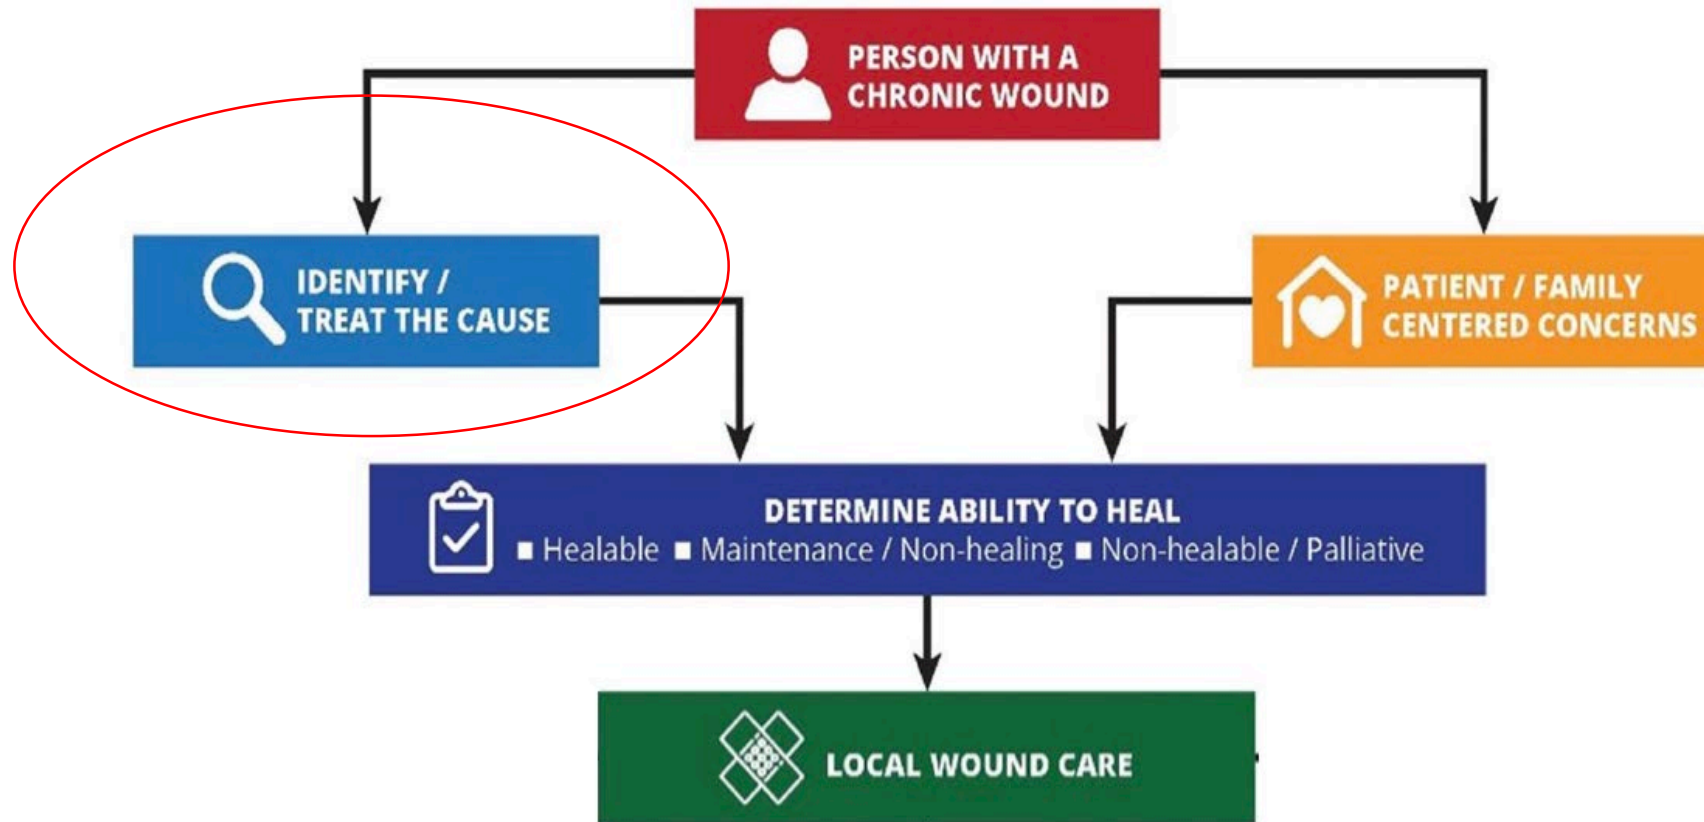 PERSON WITH A
CHRONIC WOUND
IDENTIFY /
TREAT THE CAUSE
PATIENT / FAMILY
CENTERED CONCERNS
DETERMINE ABILITY TO HEAL
■ Healable ■ Maintenance / Non-healing ■ Non-healable / Palliative
LOCAL WOUND CARE